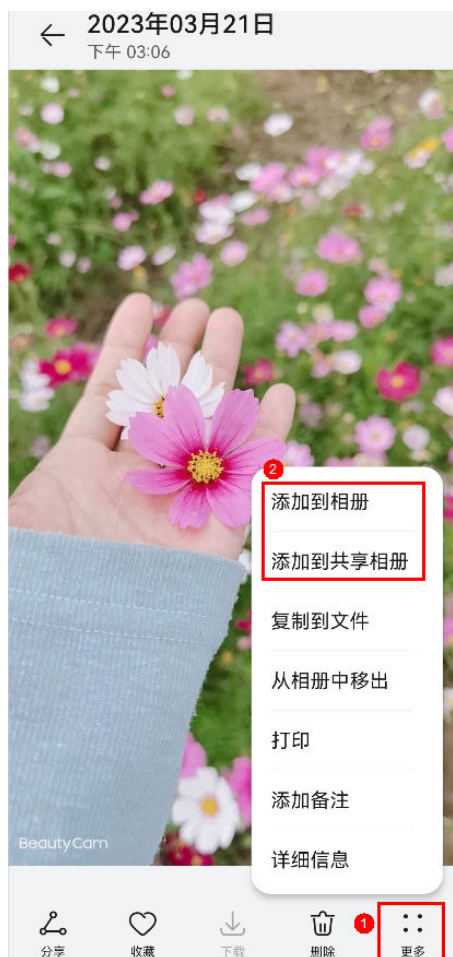 2023年03月21日
下午 03:06
2
添加到相册
添加到共享相册
复制到文件
从相册中移出
打印
添加备注
详细信息
BeautyCam
1
分享
收藏
下载
删除
更多